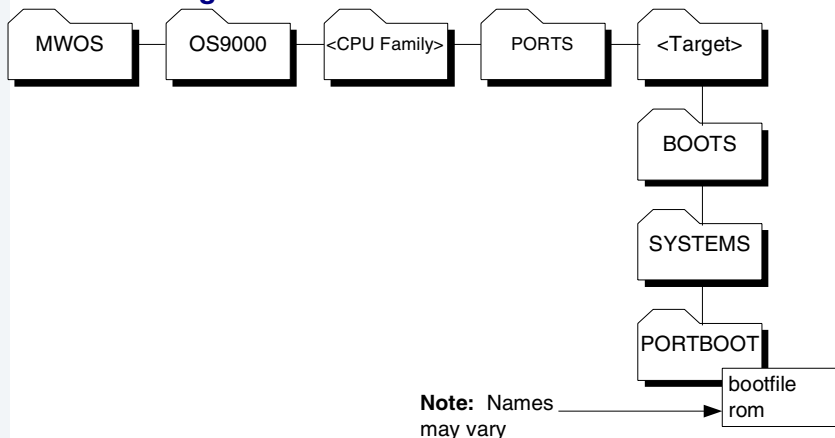 MWOS
OS9000
<CPU Family>
PORTS
<Target>
BOOTS
SYSTEMS
PORTBOOT
bootfile
rom
Note: Names
may vary